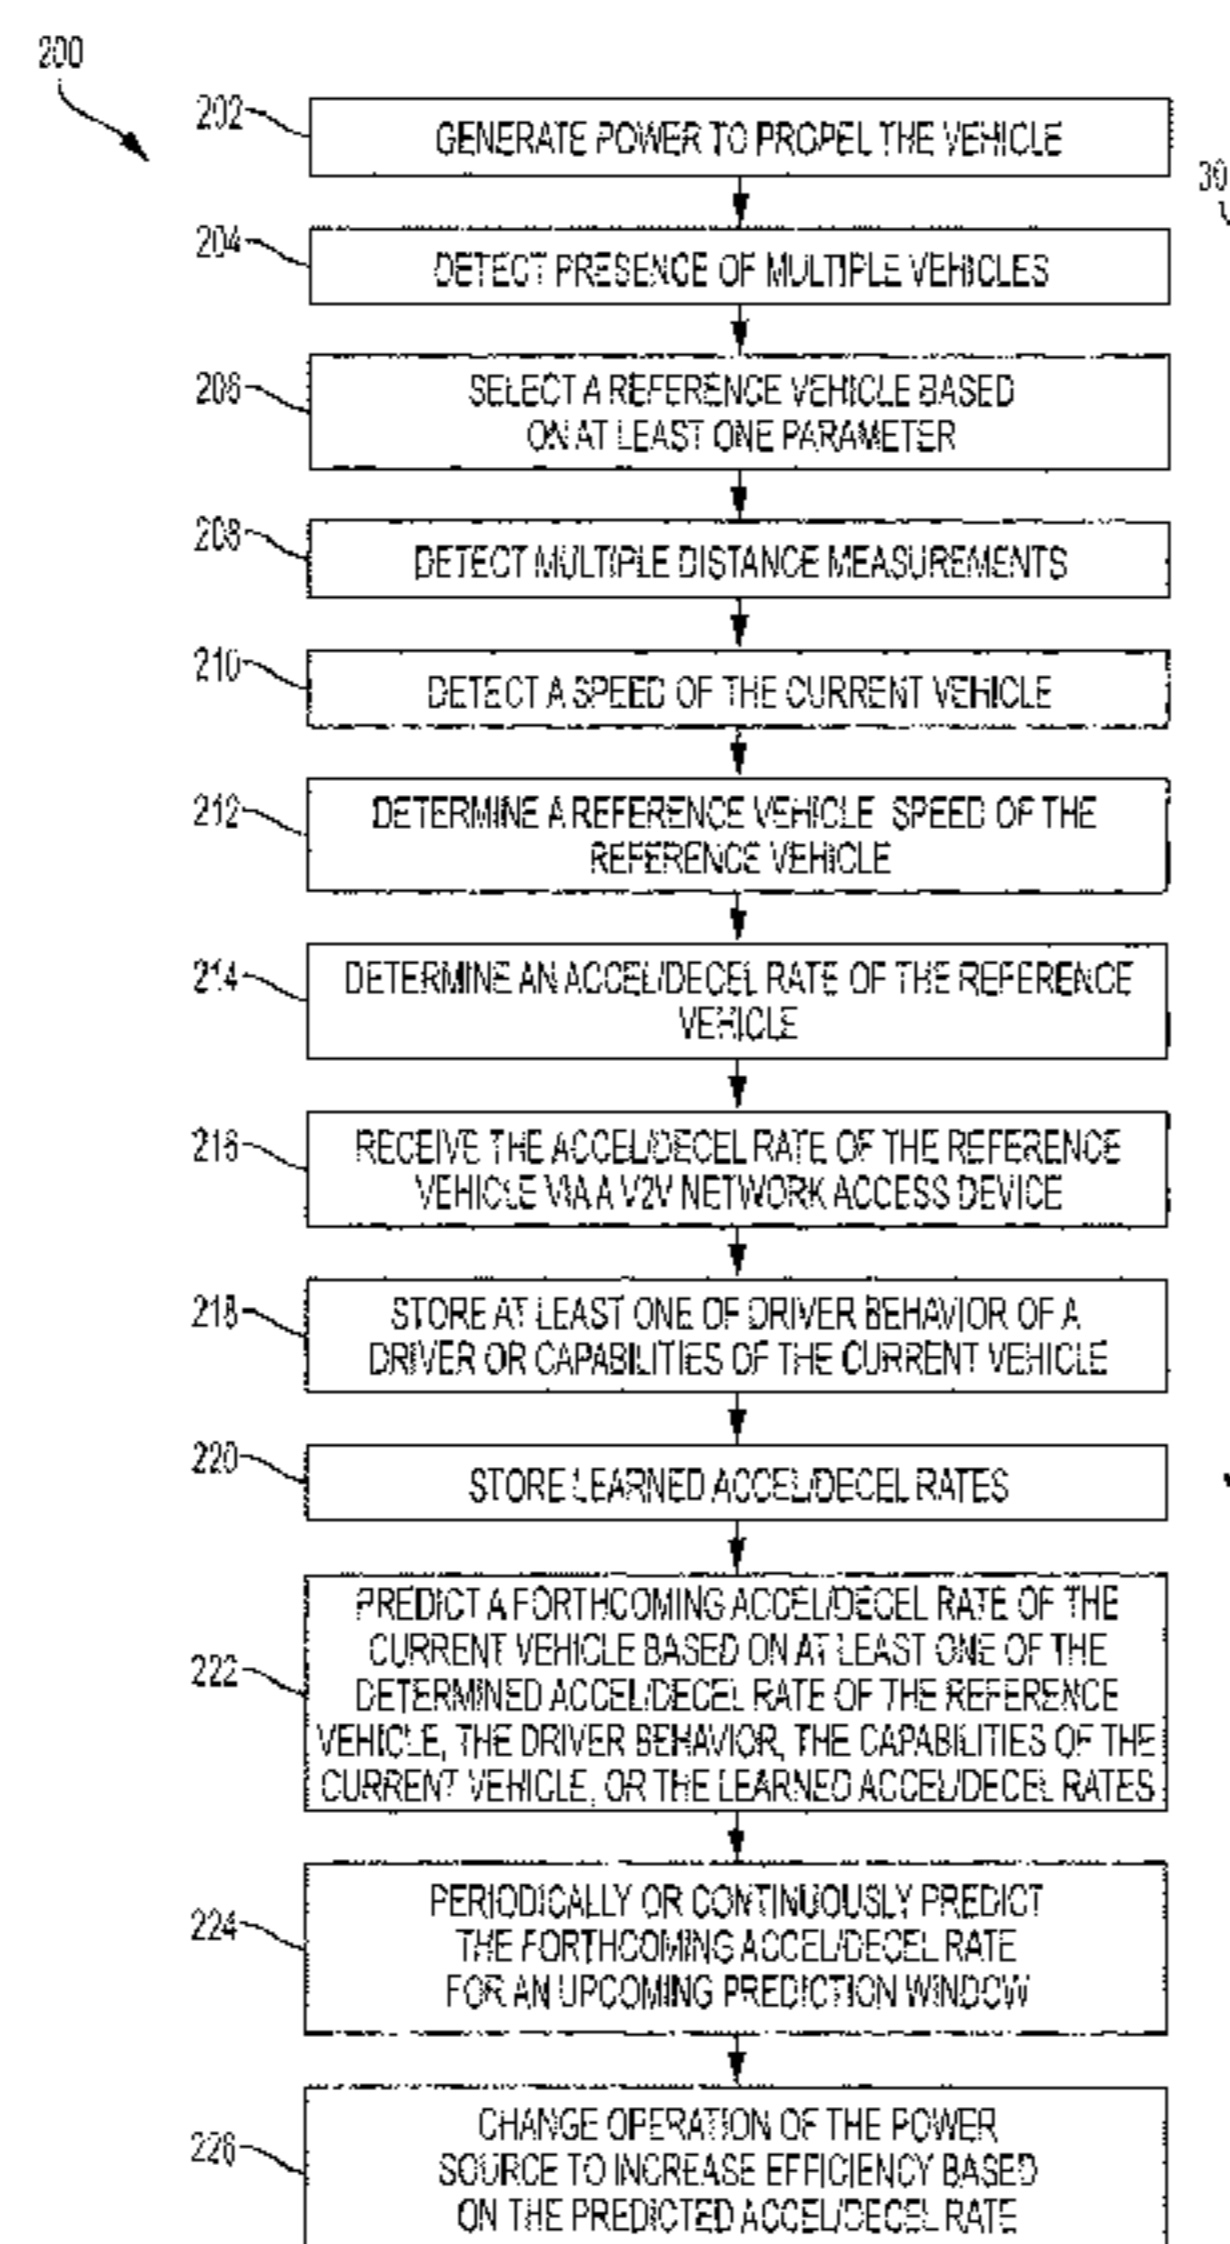 200
202
GENERATE POWER TO PROPEL THE VEHICLE
30
204
DETECT PRESENCE OF MULTIPLE VEHICLES
206
SELECT A REFERENCE VEHICLE BASED
ON AT LEAST ONE PARAMETER
208
DETECT MULTIPLE DISTANCE MEASUREMENTS
210
DETECT A SPEED OF THE CURRENT VEHICLE
212
DETERMINE A REFERENCE VEHICLE SPEED OF THE
REFERENCE VEHICLE
214
DETERMINE AN ACCEL/DECEL RATE OF THE REFERENCE
VEHICLE
216
RECEIVE THE ACCEL/DECEL RATE OF THE REFERENCE
VEHICLE VIA A V2V NETWORK ACCESS DEVICE
218
STORE AT LEAST ONE OF DRIVER BEHAVIOR OF A
DRIVER OR CAPABILITIES OF THE CURRENT VEHICLE
220
STORE LEARNED ACCEL/DECEL RATES
222
PREDICT A FORTHCOMING ACCEL/DECEL RATE OF THE
CURRENT VEHICLE BASED ON AT LEAST ONE OF THE
DETERMINED ACCEL/DECEL RATE OF THE REFERENCE
VEHICLE, THE DRIVER BEHAVIOR, THE CAPABILITIES OF THE
CURRENT VEHICLE, OR THE LEARNED ACCEL/DECEL RATES
224
PERIODICALLY OR CONTINUOUSLY PREDICT
THE FORTHCOMING ACCEL/DECEL RATE
FOR AN UPCOMING PREDICTION WINDOW
226
CHANGE OPERATION OF THE POWER
SOURCE TO INCREASE EFFICIENCY BASED
ON THE PREDICTED ACCEL/DECEL RATE